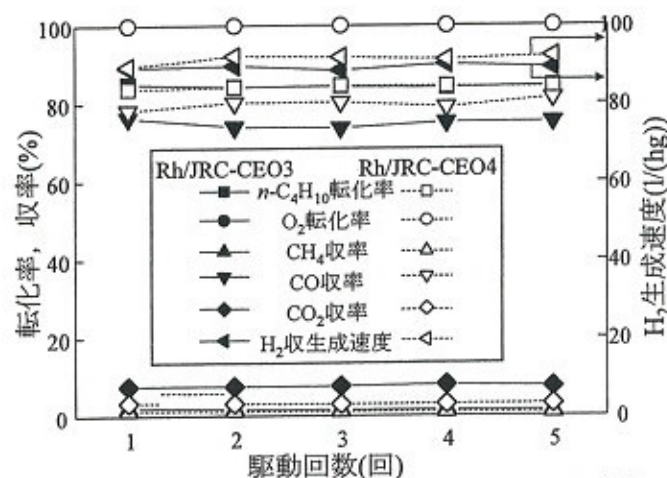 転化率，収率(%)
100
80
60
40
20
0
Rh/JRC-CEO3 Rh/JRC-CEO4
n-C₄H₁₀転化率
O₂転化率
CH₄収率
CO収率
CO₂収率
H₂収生成速度
100
80
60
40
20
0
H₂生成速度(l/(hg))
1 2 3 4 5
駆動回数(回)